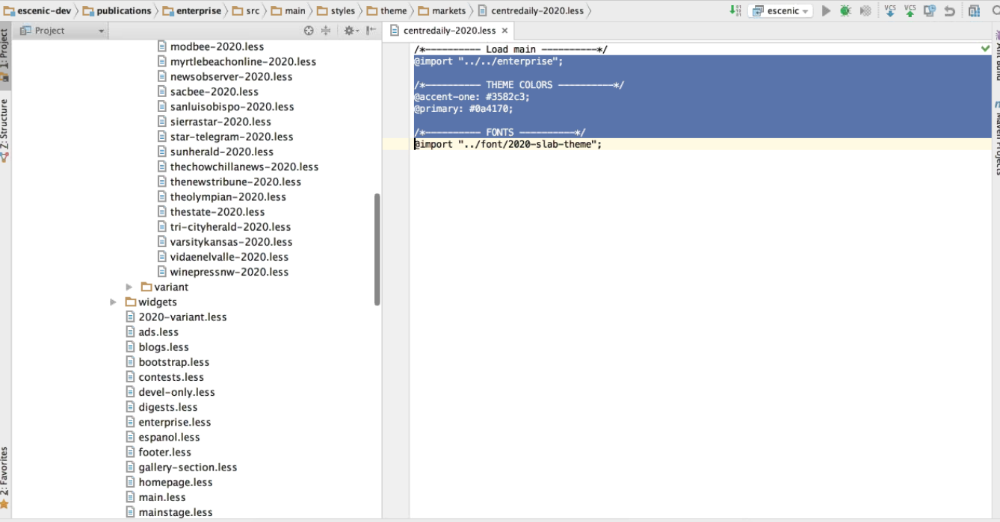 escenic-dev publications enterprise src main styles theme markets centredaily-2020.less
escenic
VCS VCS
Project
centredaily-2020.less
1: Project
Z: Structure
2: Favorites
modbee-2020.less
myrtlebeachonline-2020.less
newsobserver-2020.less
sacbee-2020.less
sanluisobispo-2020.less
sierrastar-2020.less
star-telegram-2020.less
sunherald-2020.less
thechowchillanews-2020.less
thenewstribune-2020.less
theolympian-2020.less
thestate-2020.less
tri-cityherald-2020.less
varsitykansas-2020.less
vidaenelvalle-2020.less
winepressnw-2020.less
variant
widgets
2020-variant.less
ads.less
blogs.less
bootstrap.less
contests.less
devel-only.less
digests.less
enterprise.less
espanol.less
footer.less
gallery-section.less
homepage.less
main.less
mainstage.less
/*---------- Load main ----------*/
@import "../../enterprise";
/*---------- THEME COLORS ----------*/
@accent-one: #3582c3;
@primary: #0a4170;
/*---------- FONTS ----------*/
@import "../font/2020-slab-theme";
Ant Build
Maven Projects